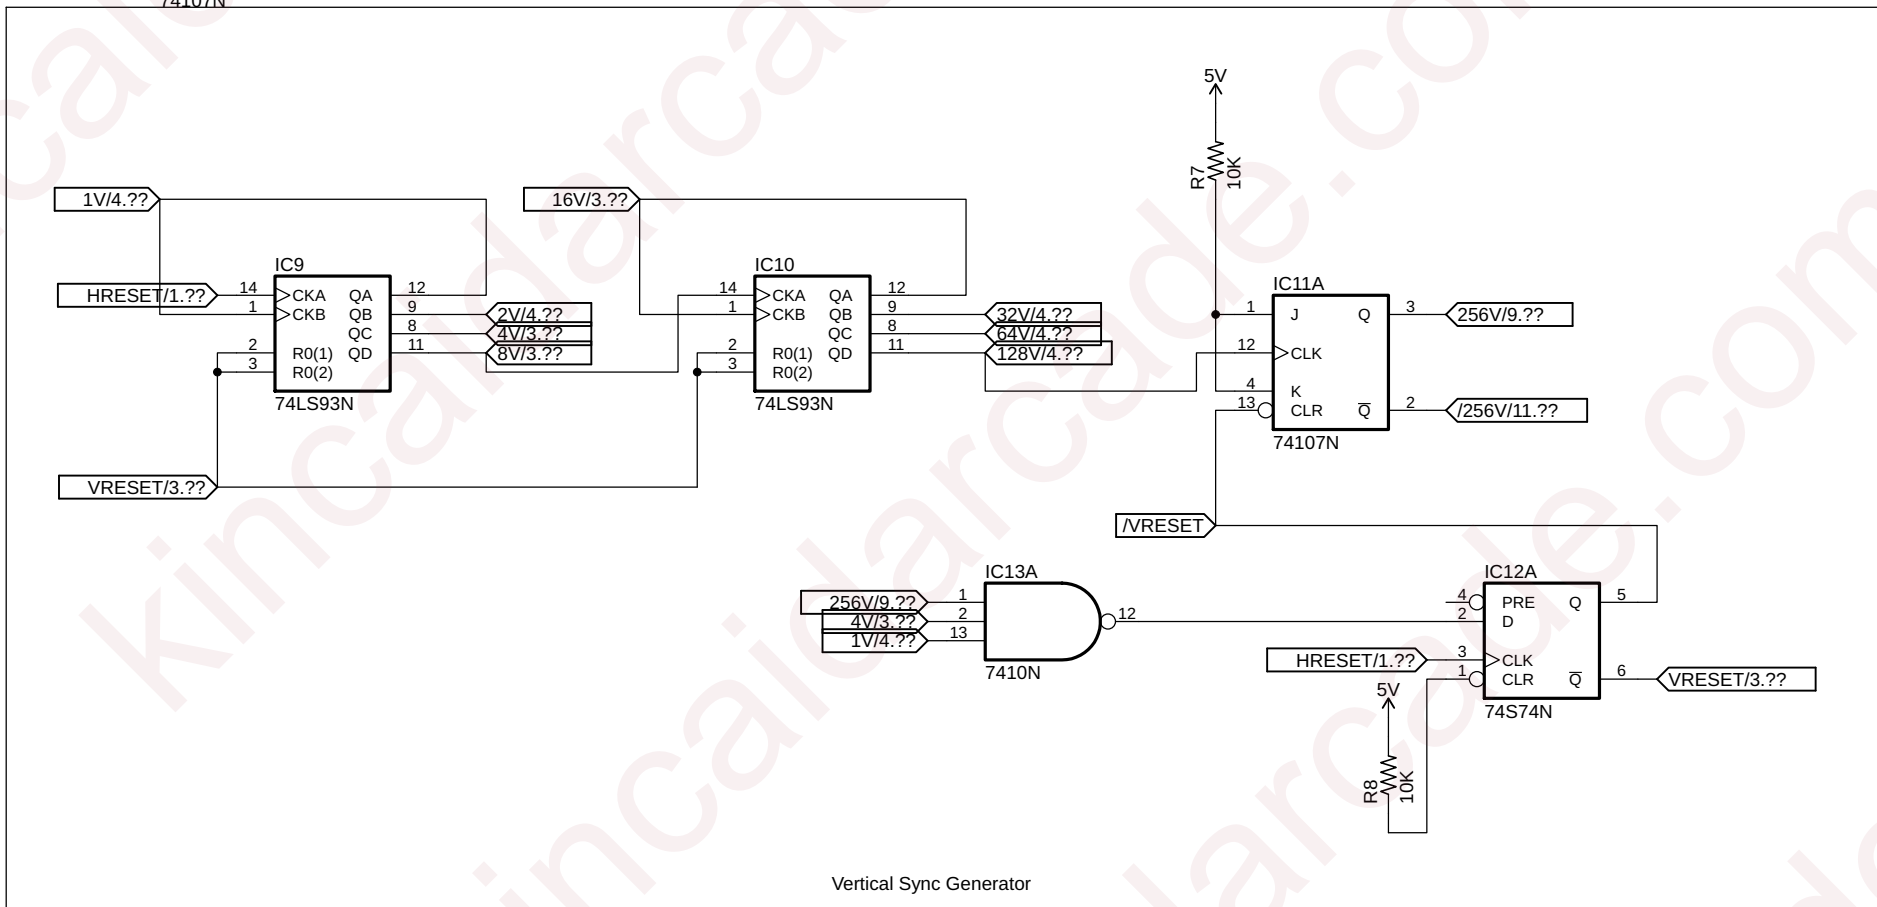 74107N
5V
R7
10K
1V/4.??
16V/3.??
IC9
HRESET/1.??
14
1
2
3
CKA
CKB
R0(1)
R0(2)
QA
QB
QC
QD
12
9
8
11
74LS93N
2V/4.??
4V/3.??
8V/3.??
IC10
14
1
2
3
CKA
CKB
R0(1)
R0(2)
QA
QB
QC
QD
12
9
8
11
74LS93N
32V/4.??
64V/4.??
128V/4.??
IC11A
1
12
4
13
J
CLK
K
CLR
Q
Q
3
2
74107N
256V/9.??
/256V/11.??
VRESET/3.??
/VRESET
IC13A
256V/9.??
4V/3.??
1V/4.??
1
2
13
12
7410N
IC12A
4
2
3
1
PRE
D
CLK
CLR
Q
Q
5
6
74S74N
HRESET/1.??
VRESET/3.??
5V
R8
10K
Vertical Sync Generator
kincaidarcade.com
kincaidarcade.com